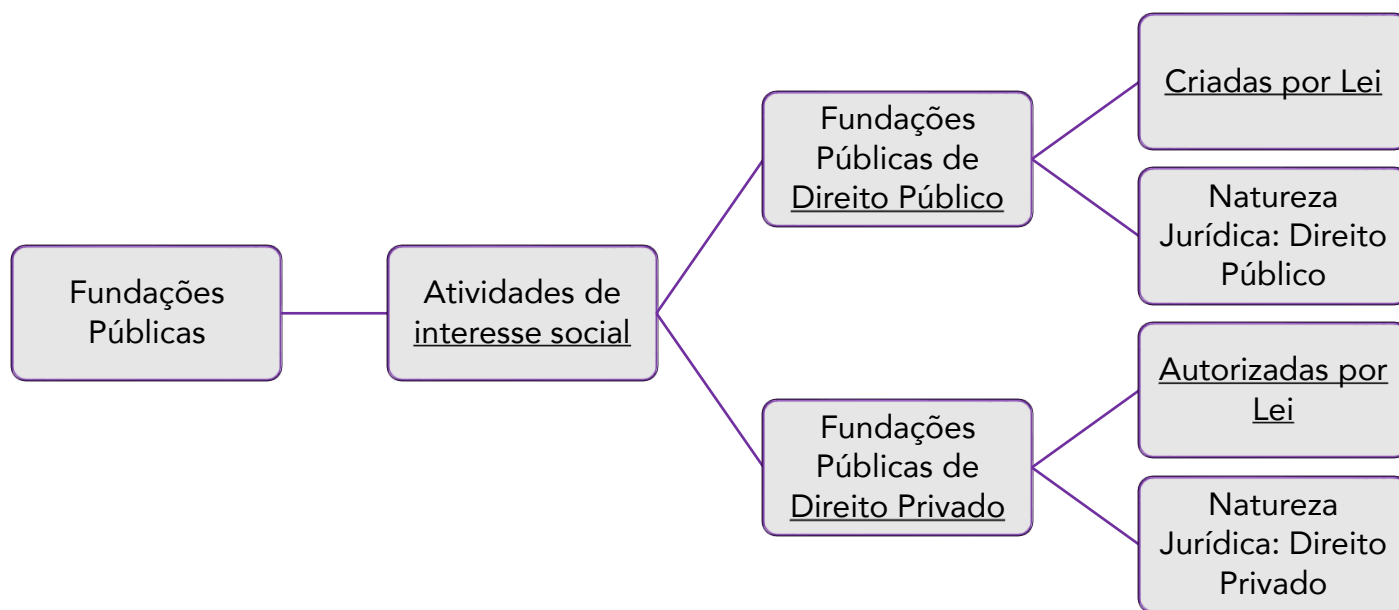 Fundações
Públicas
Atividades de
interesse social
Fundações
Públicas de
Direito Público
Criadas por Lei
Natureza
Jurídica: Direito
Público
Fundações
Públicas de
Direito Privado
Autorizadas por
Lei
Natureza
Jurídica: Direito
Privado